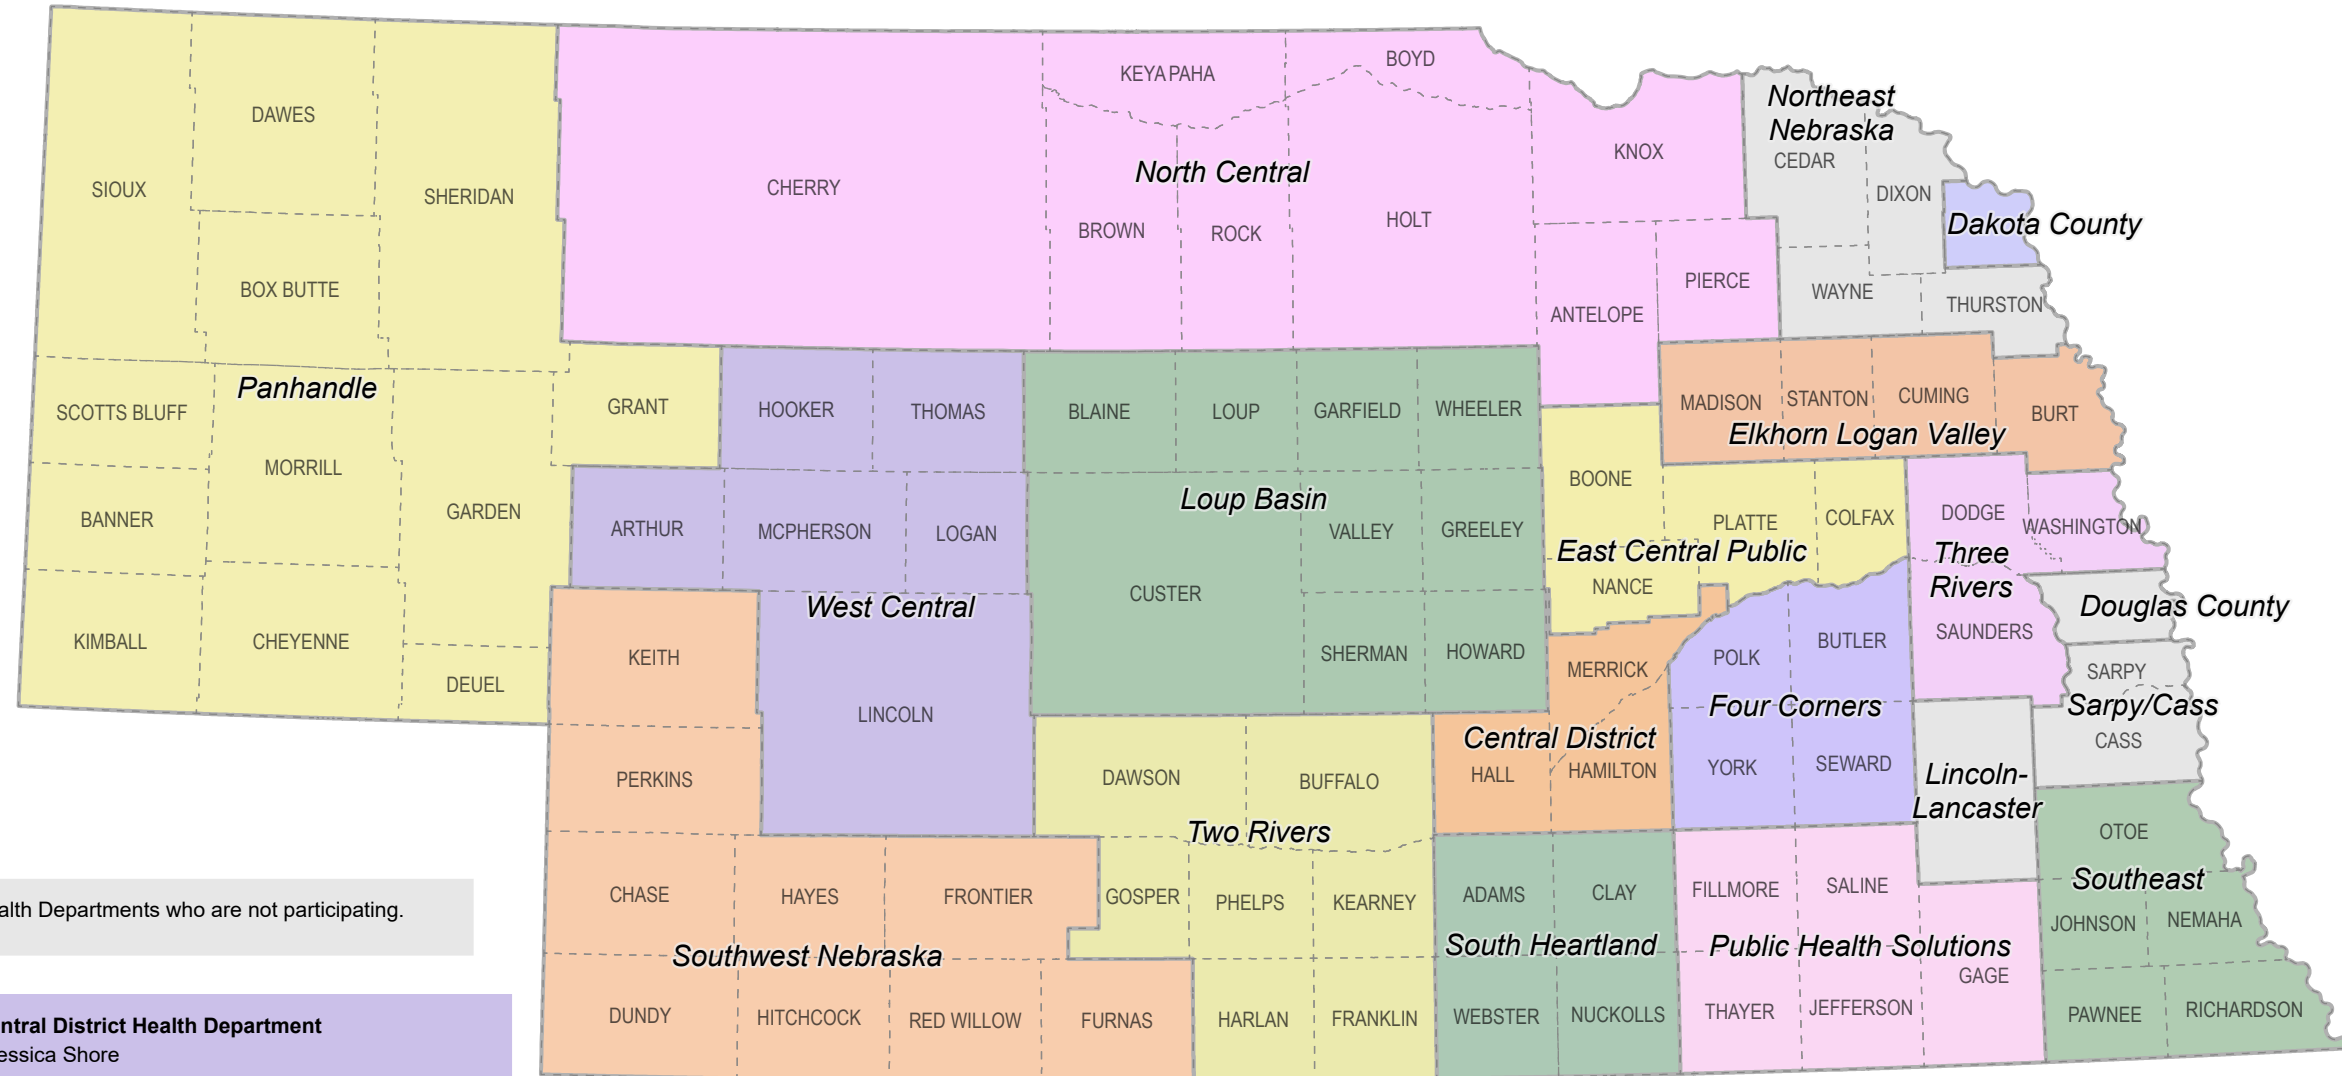 BOYD
KEYA PAHA
Northeast
Nebraska
DAWES
KNOX
CEDAR
North Central
SIOUX
SHERIDAN
CHERRY
DIXON
HOLT
Dakota County
BROWN
ROCK
PIERCE
BOX BUTTE
WAYNE
THURSTON
ANTELOPE
Panhandle
SCOTTS BLUFF
GRANT
HOOKER
THOMAS
BLAINE
LOUP
GARFIELD
WHEELER
MADISON
STANTON
CUMING
BURT
Elkhorn Logan Valley
MORRILL
BOONE
Loup Basin
BANNER
GARDEN
ARTHUR
MCPHERSON
LOGAN
VALLEY
GREELEY
PLATTE
COLFAX
DODGE
WASHINGTON
East Central Public
Three
Rivers
NANCE
CUSTER
West Central
Douglas County
KIMBALL
CHEYENNE
KEITH
SHERMAN
HOWARD
MERRICK
POLK
BUTLER
SAUNDERS
SARPY
DEUEL
LINCOLN
Four Corners
Sarpy/Cass
Central District
CASS
PERKINS
DAWSON
BUFFALO
HALL
HAMILTON
YORK
SEWARD
Lincoln-
Lancaster
Two Rivers
OTOE
CHASE
HAYES
FRONTIER
GOSPER
PHELPS
KEARNEY
ADAMS
CLAY
FILLMORE
SALINE
Southeast
alth Departments who are not participating.
JOHNSON
NEMAHA
Southwest Nebraska
South Heartland
Public Health Solutions
GAGE
DUNDY
HITCHCOCK
RED WILLOW
FURNAS
HARLAN
FRANKLIN
WEBSTER
NUCKOLLS
THAYER
JEFFERSON
PAWNEE
RICHARDSON
ntral District Health Department
essica Shore